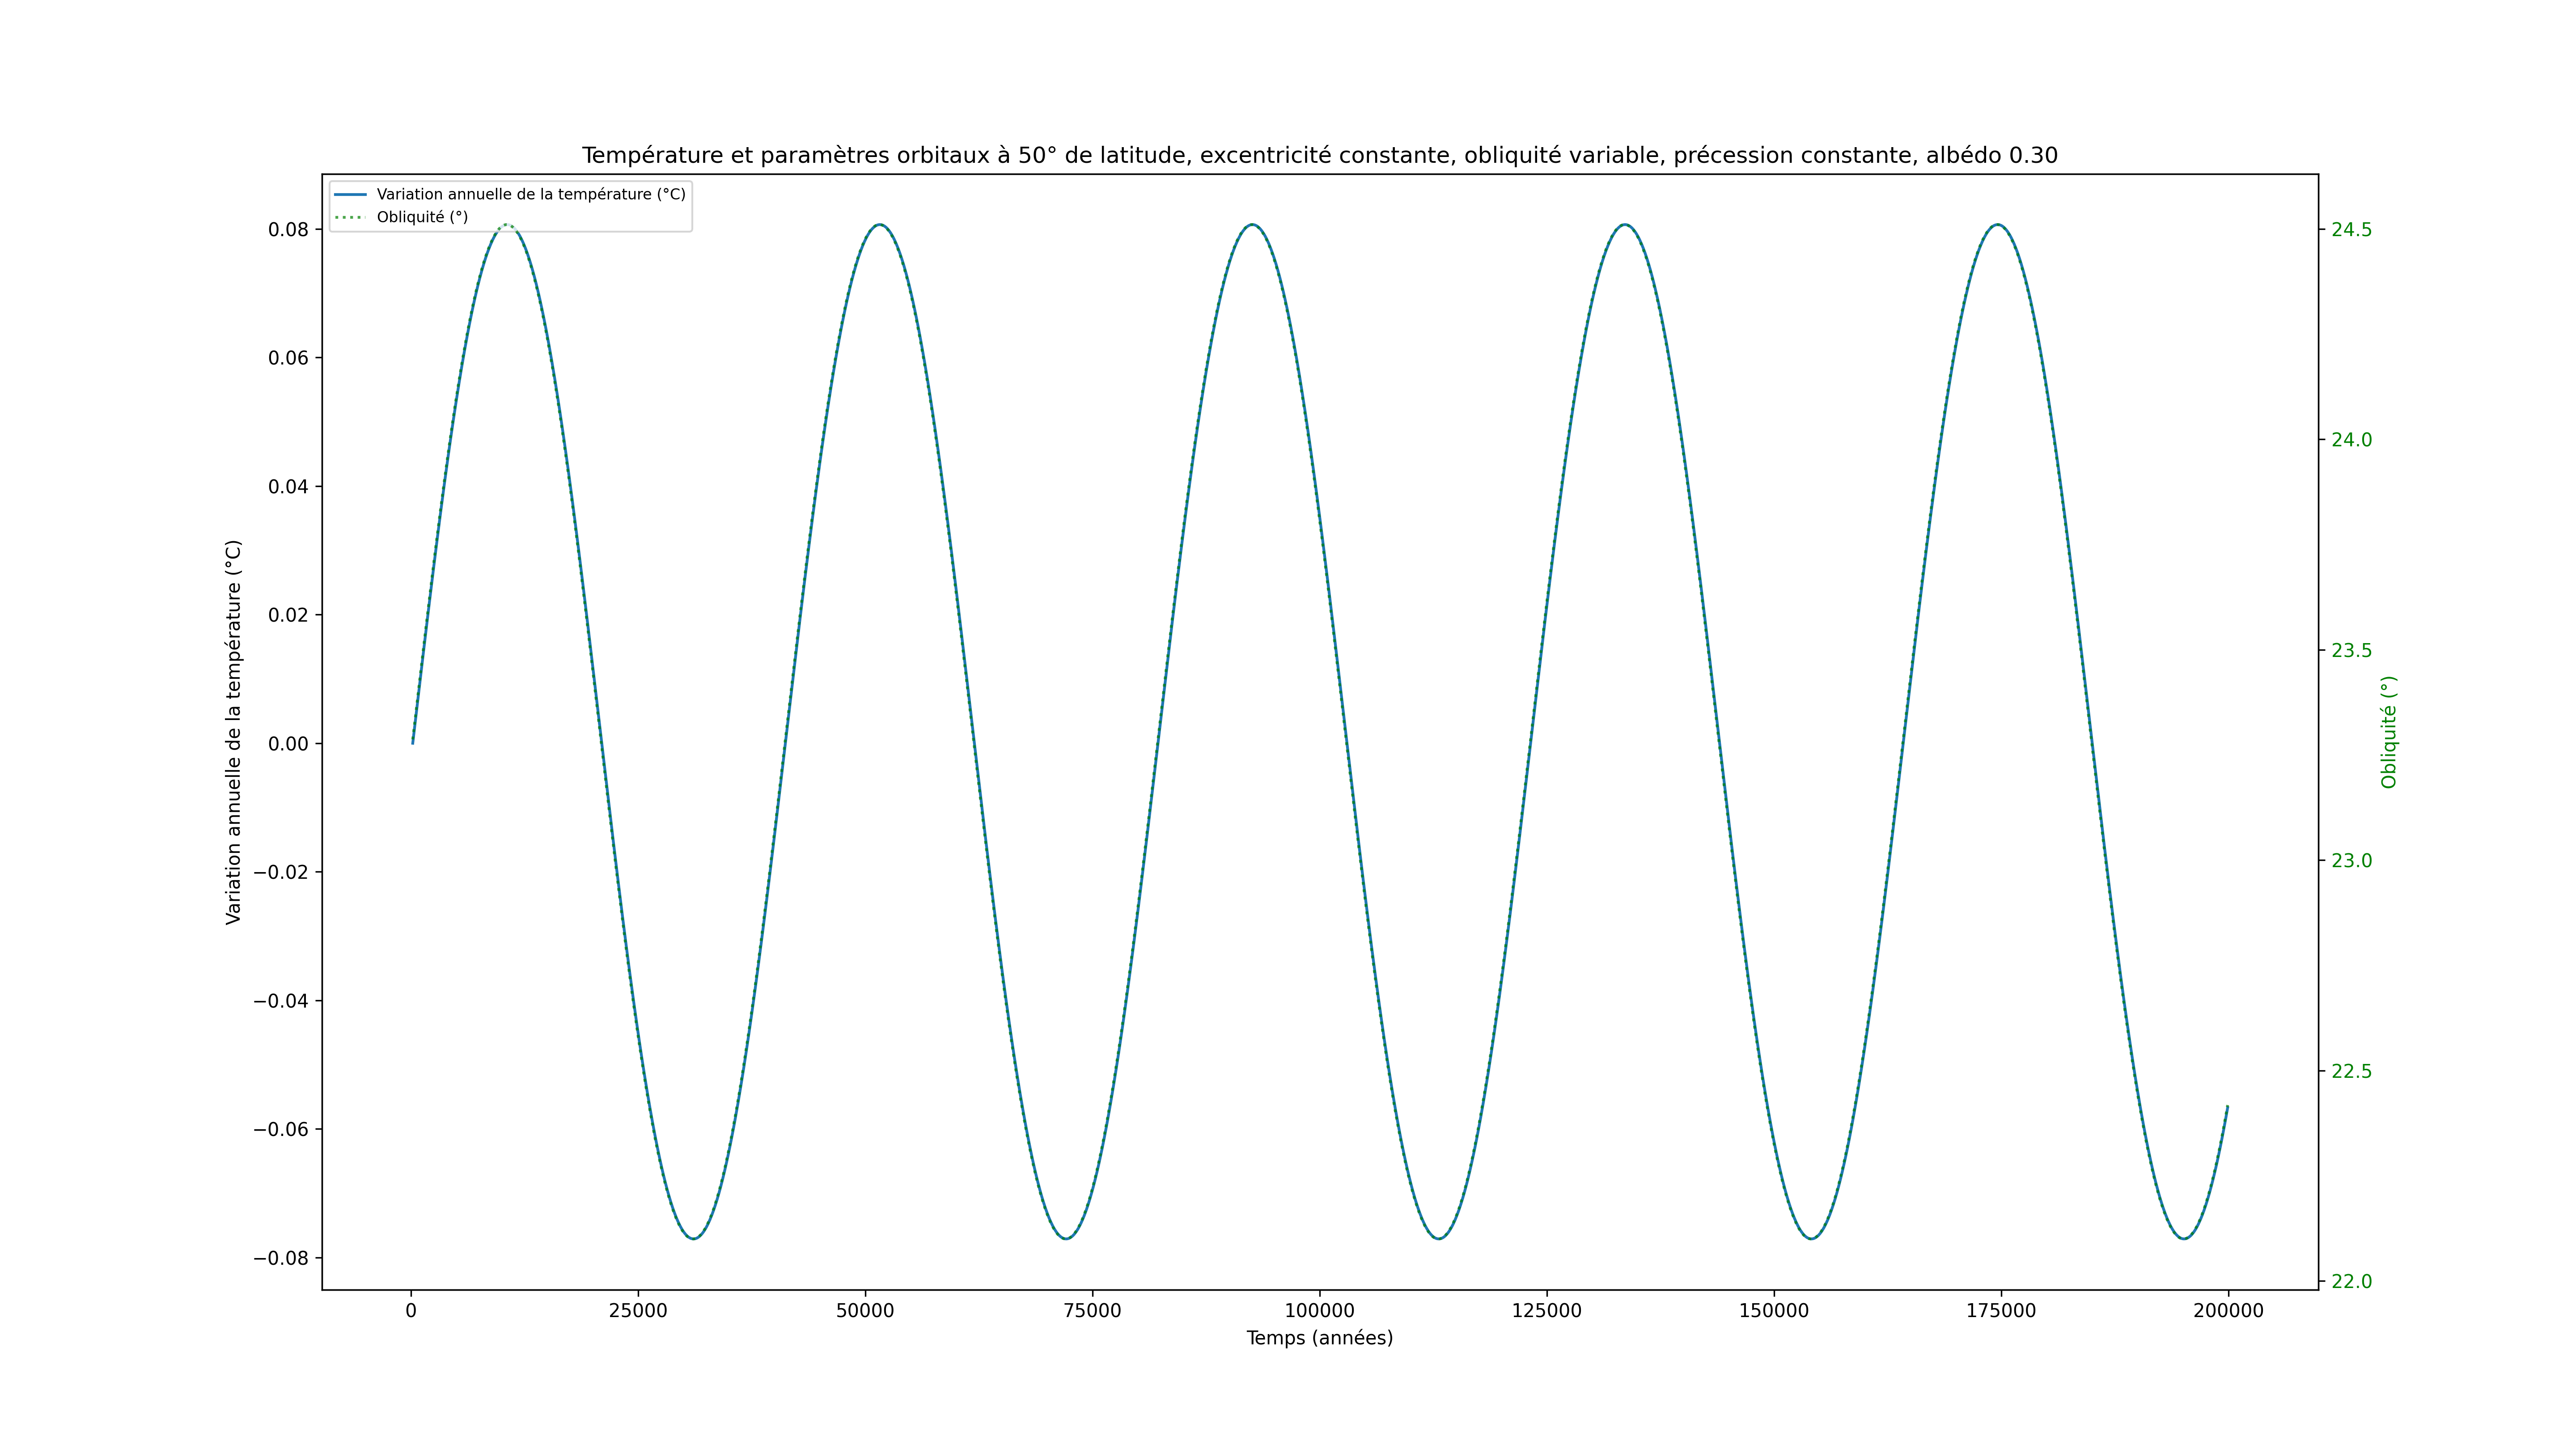 Température et paramètres orbitaux à 50° de latitude, excentricité constante, obliquité variable, précession constante, albédo 0.30
Variation annuelle de la température (°C)
Obliquité (°)
0.08
0.06
0.04
0.02
0.00
−0.02
−0.04
−0.06
−0.08
Variation annuelle de la température (°C)
24.5
24.0
23.5
23.0
22.5
22.0
Obliquité (°)
0 25000 50000 75000 100000 125000 150000 175000 200000
Temps (années)